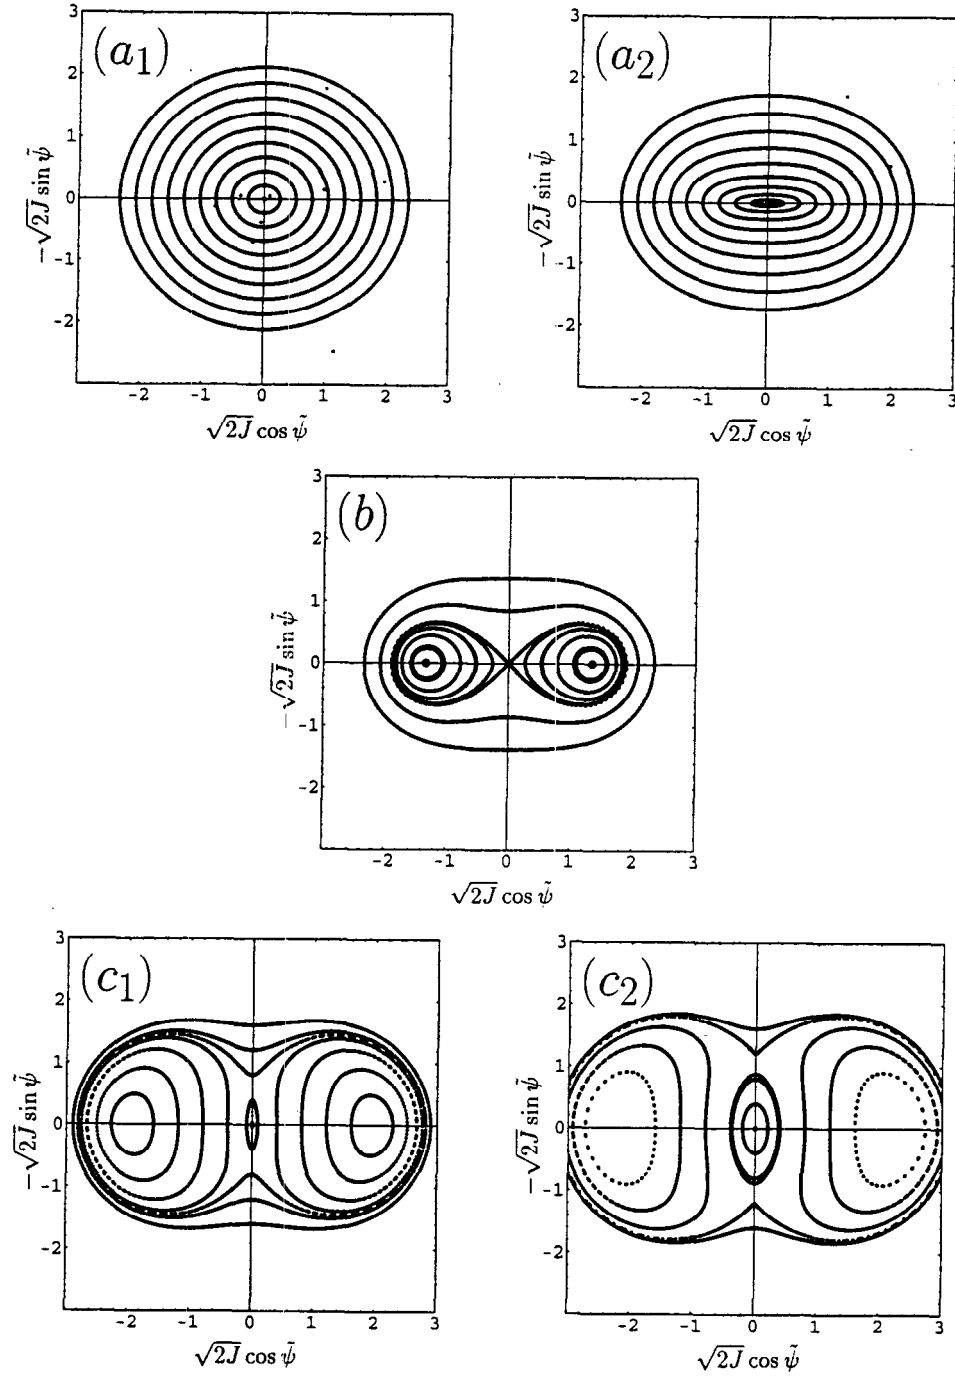 (a₁)
3
2
1
0
-1
-2
-√2J sin ψ̃
-2 -1 0 1 2 3
√2J cos ψ̃
(a₂)
3
2
1
0
-1
-2
-√2J sin ψ̃
-2 -1 0 1 2 3
√2J cos ψ̃
(b)
3
2
1
0
-1
-2
-√2J sin ψ̃
-2 -1 0 1 2 3
√2J cos ψ̃
(c₁)
3
2
1
0
-1
-2
-√2J sin ψ̃
-2 -1 0 1 2 3
√2J cos ψ̃
(c₂)
3
2
1
0
-1
-2
-√2J sin ψ̃
-2 -1 0 1 2 3
√2J cos ψ̃